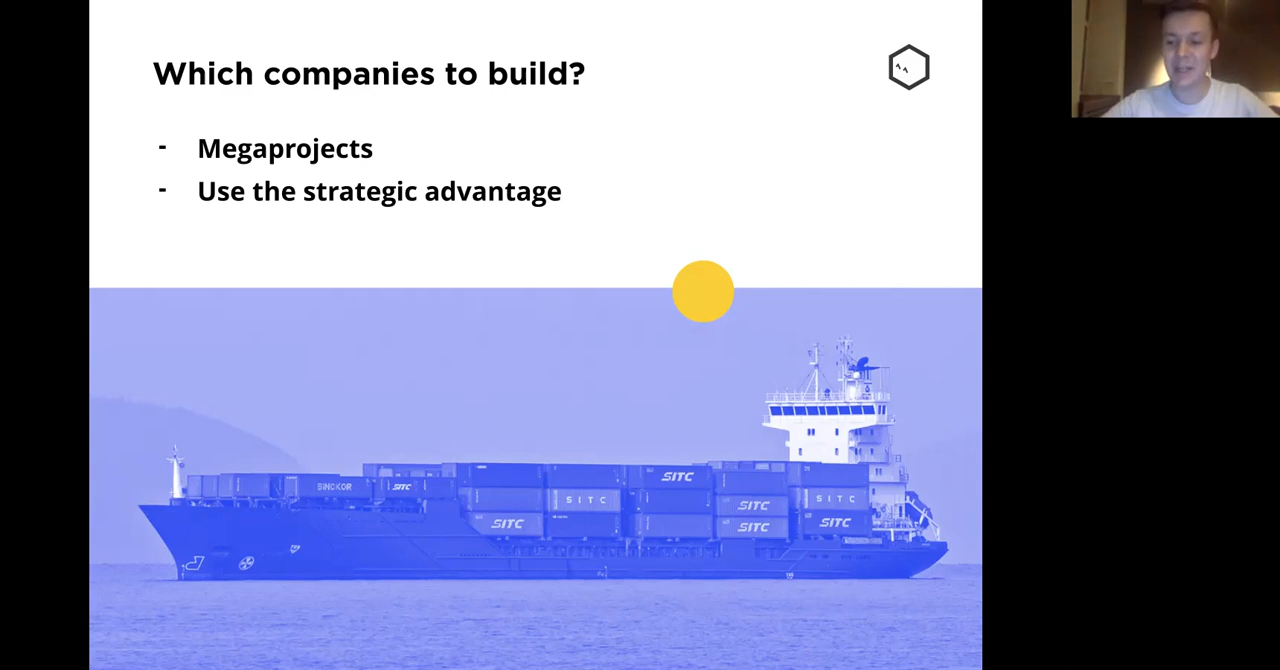 Which companies to build?
- Megaprojects
- Use the strategic advantage
SITC
SINOKOR
SITC
SITC
SITC
SITC
SITC
SITC
SITC